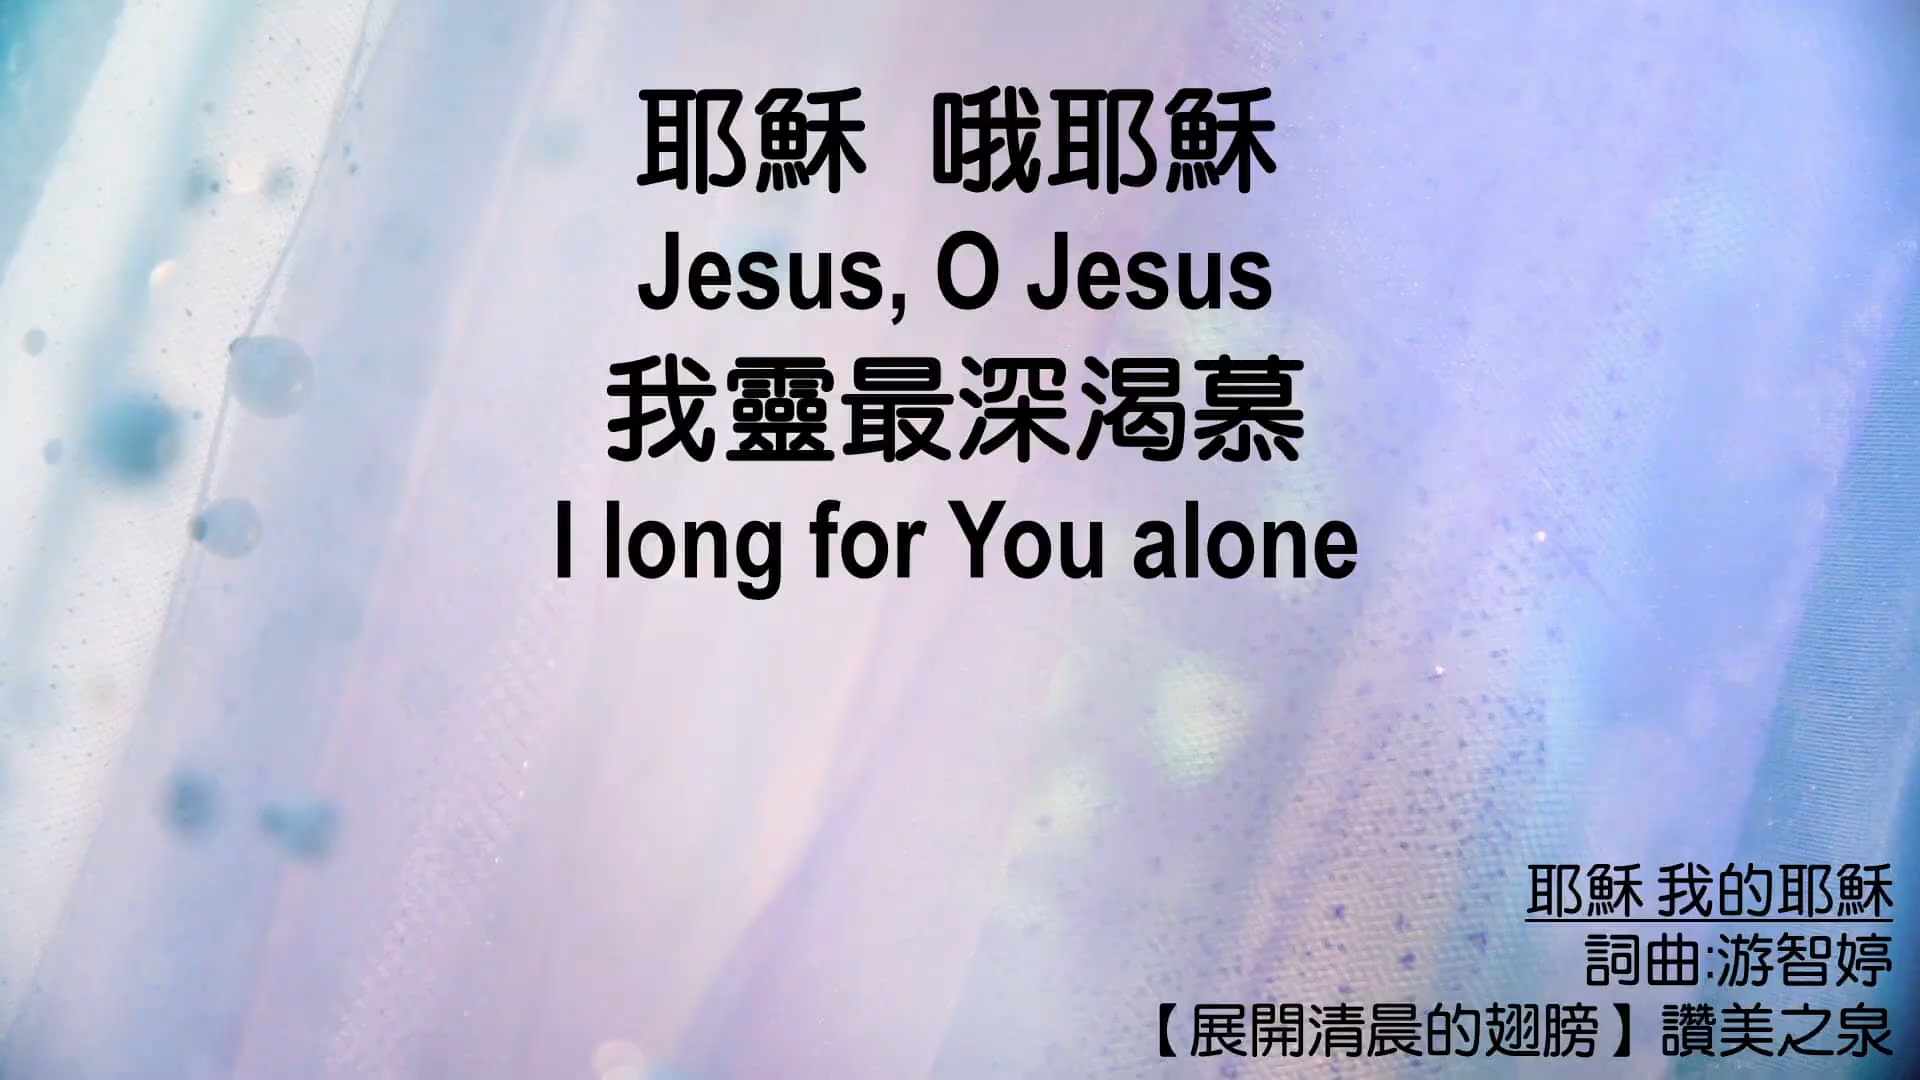 耶穌 哦耶穌
Jesus, O Jesus
我靈最深渴慕
I long for You alone
耶穌 我的耶穌
詞曲:游智婷
【展開清晨的翅膀】讚美之泉